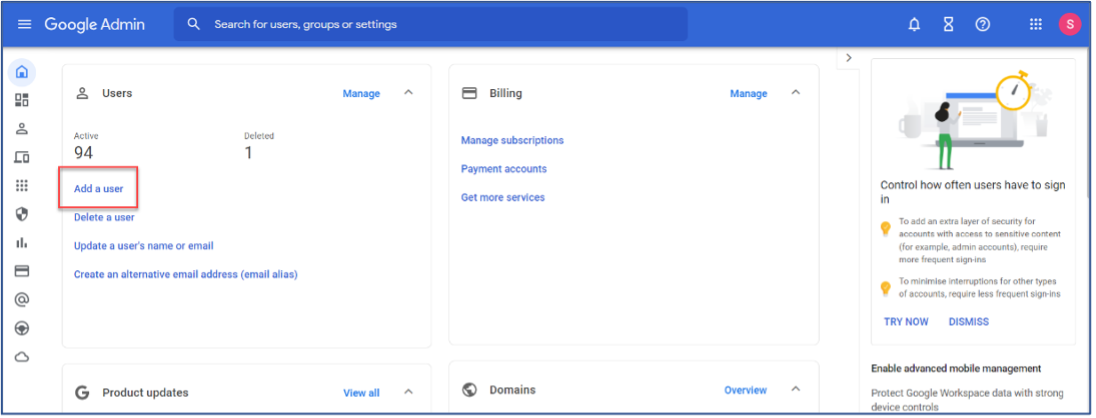 Google Admin
Search for users, groups or settings
S
Users
Manage
Active
Deleted
94
1
Add a user
Delete a user
Update a user's name or email
Create an alternative email address (email alias)
Billing
Manage
Manage subscriptions
Payment accounts
Get more services
Product updates
View all
Domains
Overview
Control how often users have to sign
in
To add an extra layer of security for
accounts with access to sensitive content
(for example, admin accounts), require
more frequent sign-ins
To minimise interruptions for other types
of accounts, require less frequent sign-ins
TRY NOW
DISMISS
Enable advanced mobile management
Protect Google Workspace data with strong
device controls